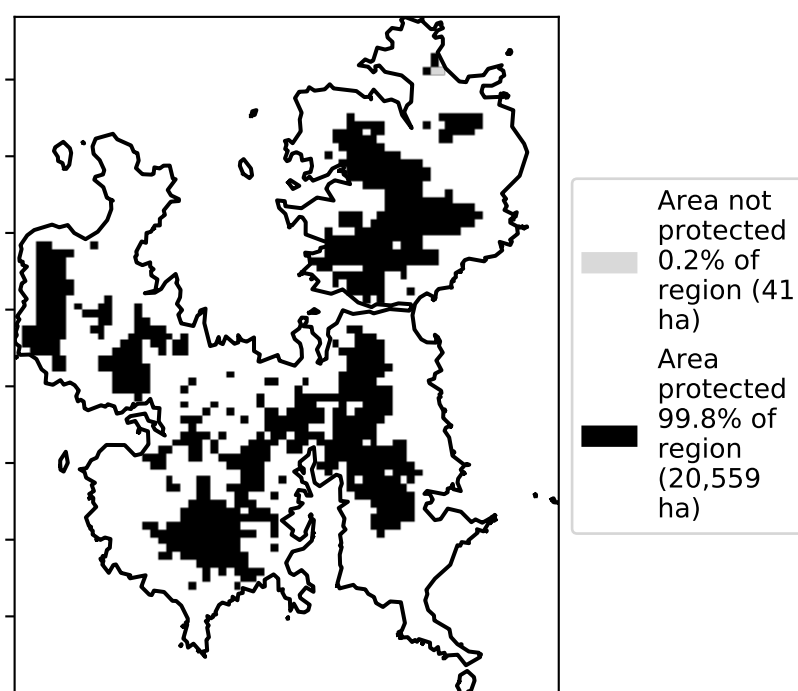 Area not
protected
0.2% of
region (41
ha)
Area
protected
99.8% of
region
(20,559
ha)